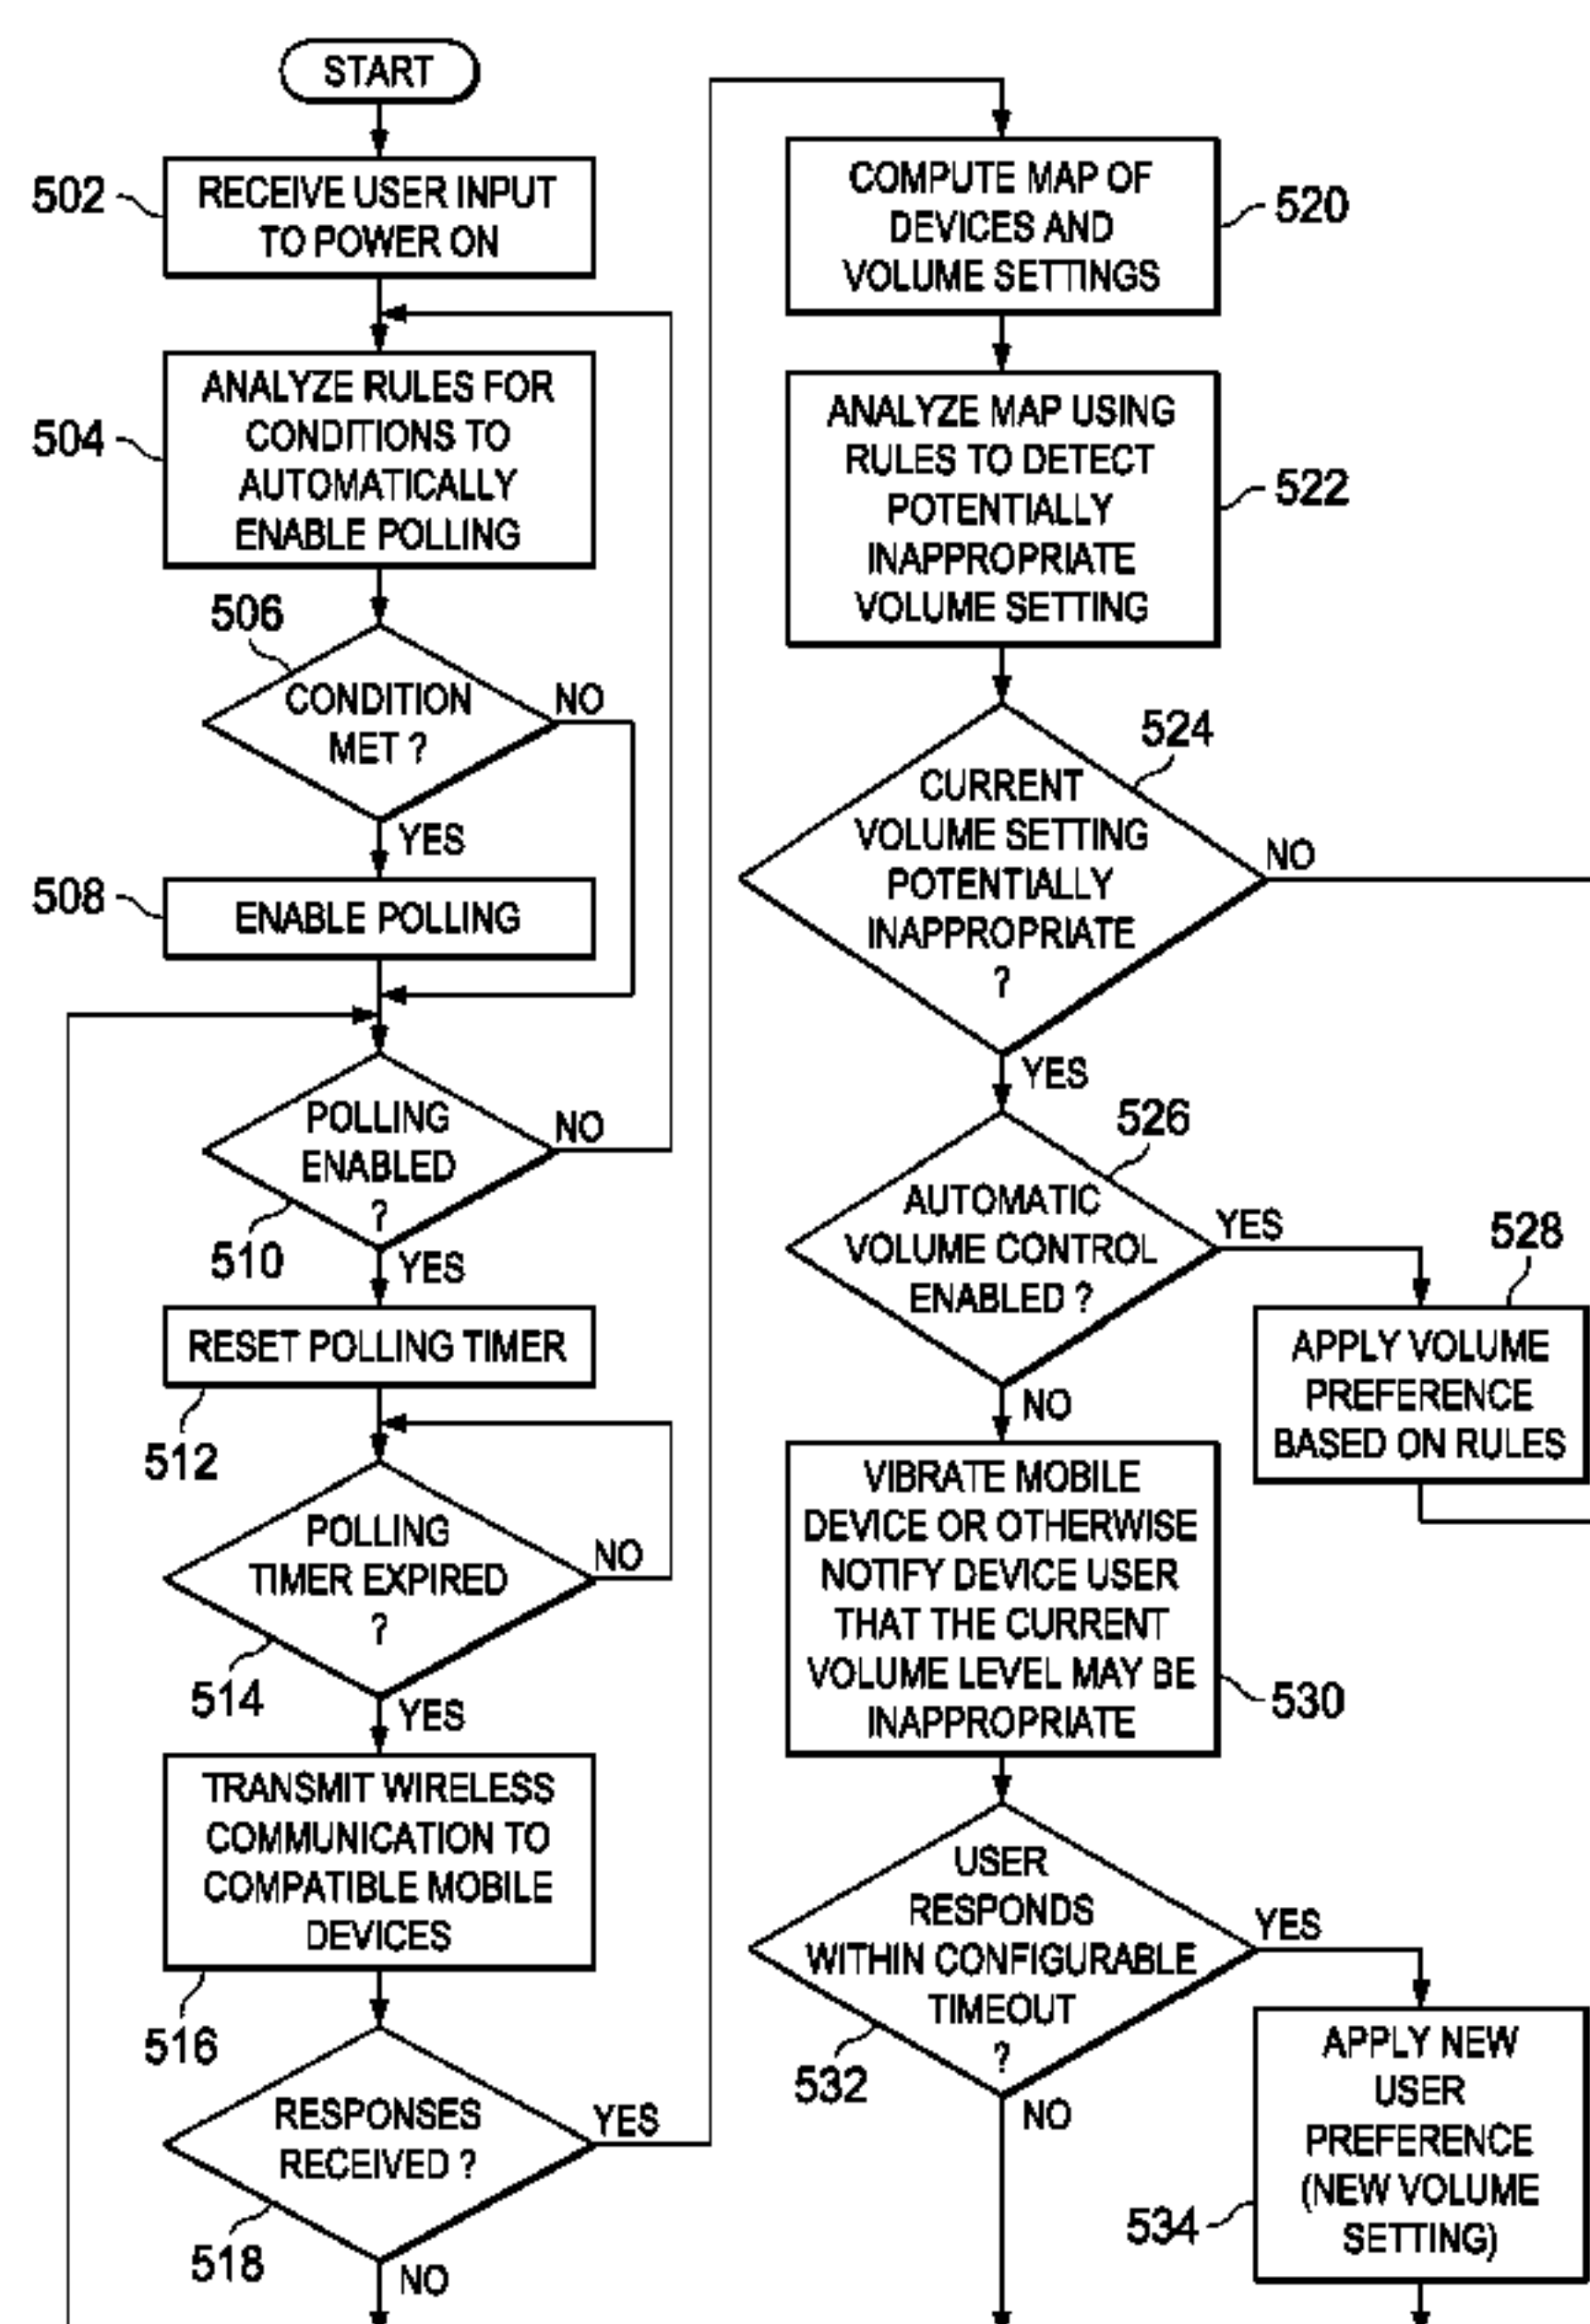 START
502
RECEIVE USER INPUT
TO POWER ON
504
ANALYZE RULES FOR
CONDITIONS TO
AUTOMATICALLY
ENABLE POLLING
506
CONDITION
MET ?
NO
YES
508
ENABLE POLLING
POLLING
ENABLED
?
NO
510
YES
RESET POLLING TIMER
512
POLLING
TIMER EXPIRED
?
NO
514
YES
TRANSMIT WIRELESS
COMMUNICATION TO
COMPATIBLE MOBILE
DEVICES
516
RESPONSES
RECEIVED ?
YES
518
NO
COMPUTE MAP OF
DEVICES AND
VOLUME SETTINGS
520
ANALYZE MAP USING
RULES TO DETECT
POTENTIALLY
INAPPROPRIATE
VOLUME SETTING
522
524
CURRENT
VOLUME SETTING
POTENTIALLY
INAPPROPRIATE
?
NO
YES
526
AUTOMATIC
VOLUME CONTROL
ENABLED ?
YES
NO
528
APPLY VOLUME
PREFERENCE
BASED ON RULES
VIBRATE MOBILE
DEVICE OR OTHERWISE
NOTIFY DEVICE USER
THAT THE CURRENT
VOLUME LEVEL MAY BE
INAPPROPRIATE
530
USER
RESPONDS
WITHIN CONFIGURABLE
TIMEOUT
?
YES
532
NO
APPLY NEW
USER
PREFERENCE
(NEW VOLUME
SETTING)
534